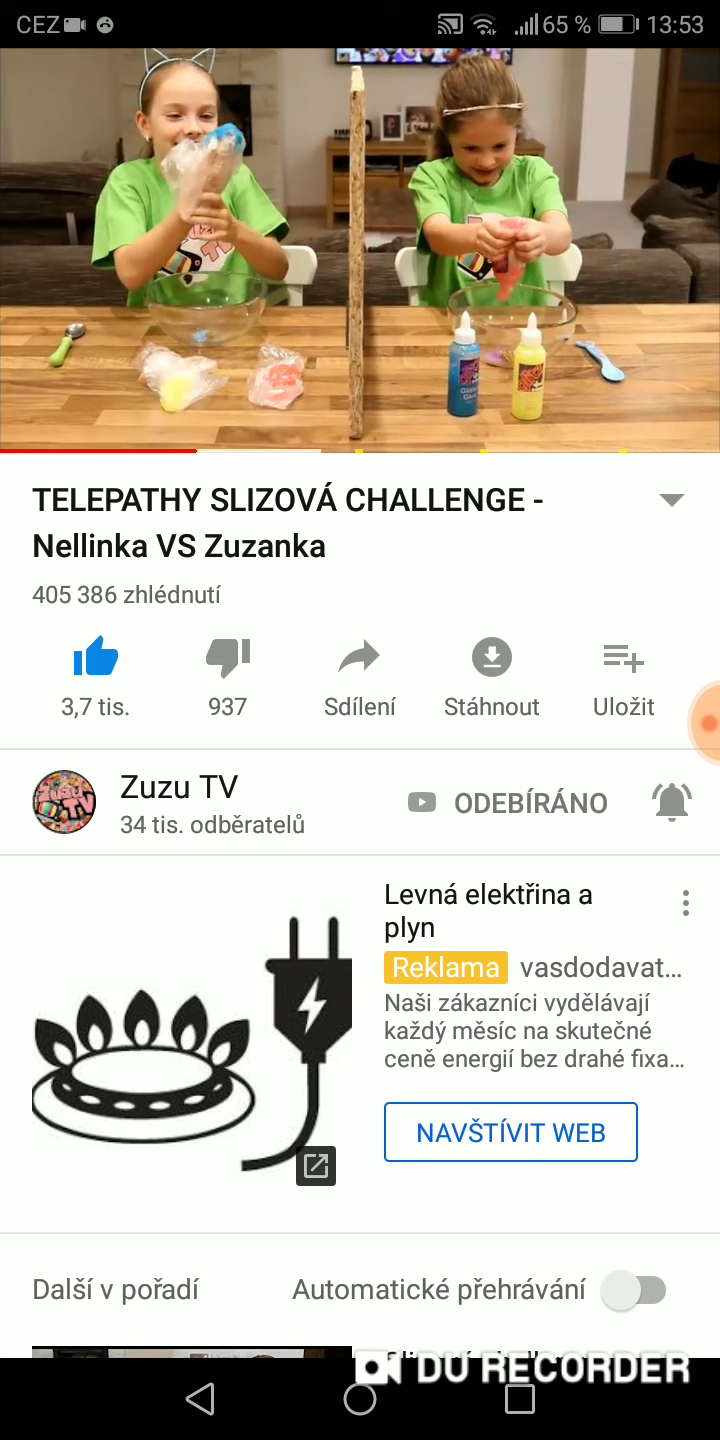 CEZ
65 %
13:53
TELEPATHY SLIZOVÁ CHALLENGE -
Nellinka VS Zuzanka
405 386 zhlédnutí
3,7 tis.
937
Sdílení
Stáhnout
Uložit
ZUZU TV
Zuzu TV
34 tis. odběratelů
ODEBÍRÁNO
Levná elektřina a
plyn
Reklama vasdodavat...
Naši zákazníci vydělávají
každý měsíc na skutečné
ceně energií bez drahé fixa...
NAVŠTÍVIT WEB
Další v pořadí
Automatické přehrávání
DU RECORDER